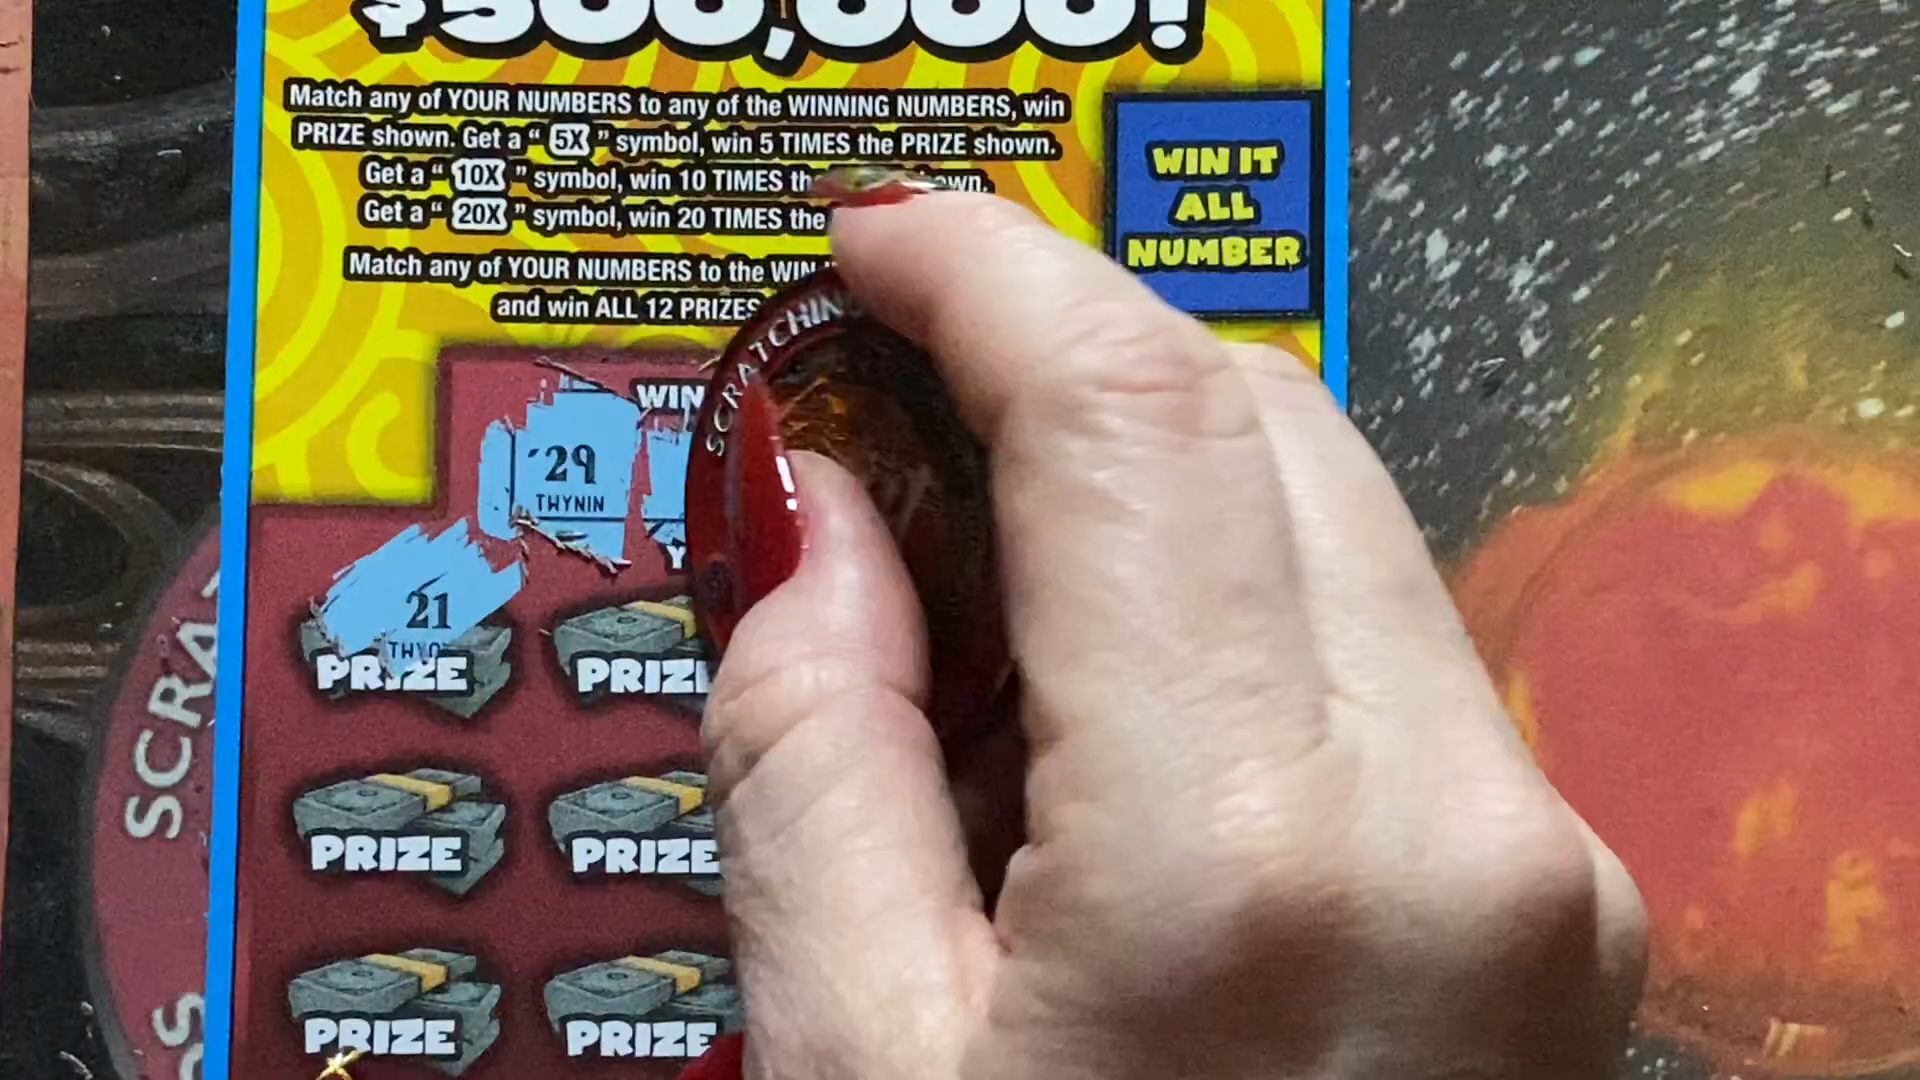 $500,000!
Match any of YOUR NUMBERS to any of the WINNING NUMBERS, win
PRIZE shown. Get a “ 5X ” symbol, win 5 TIMES the PRIZE shown.
Get a “ 10X ” symbol, win 10 TIMES
Get a “ 20X ” symbol, win 20 TIMES the
Match any of YOUR NUMBERS to the WIN
and win ALL 12 PRIZES
WIN IT
ALL
NUMBER
SCRATCHIN
WIN
29
TWYNIN
21
PRIZE
PRIZE
PRIZE
PRIZE
PRIZE
PRIZE
SCRA